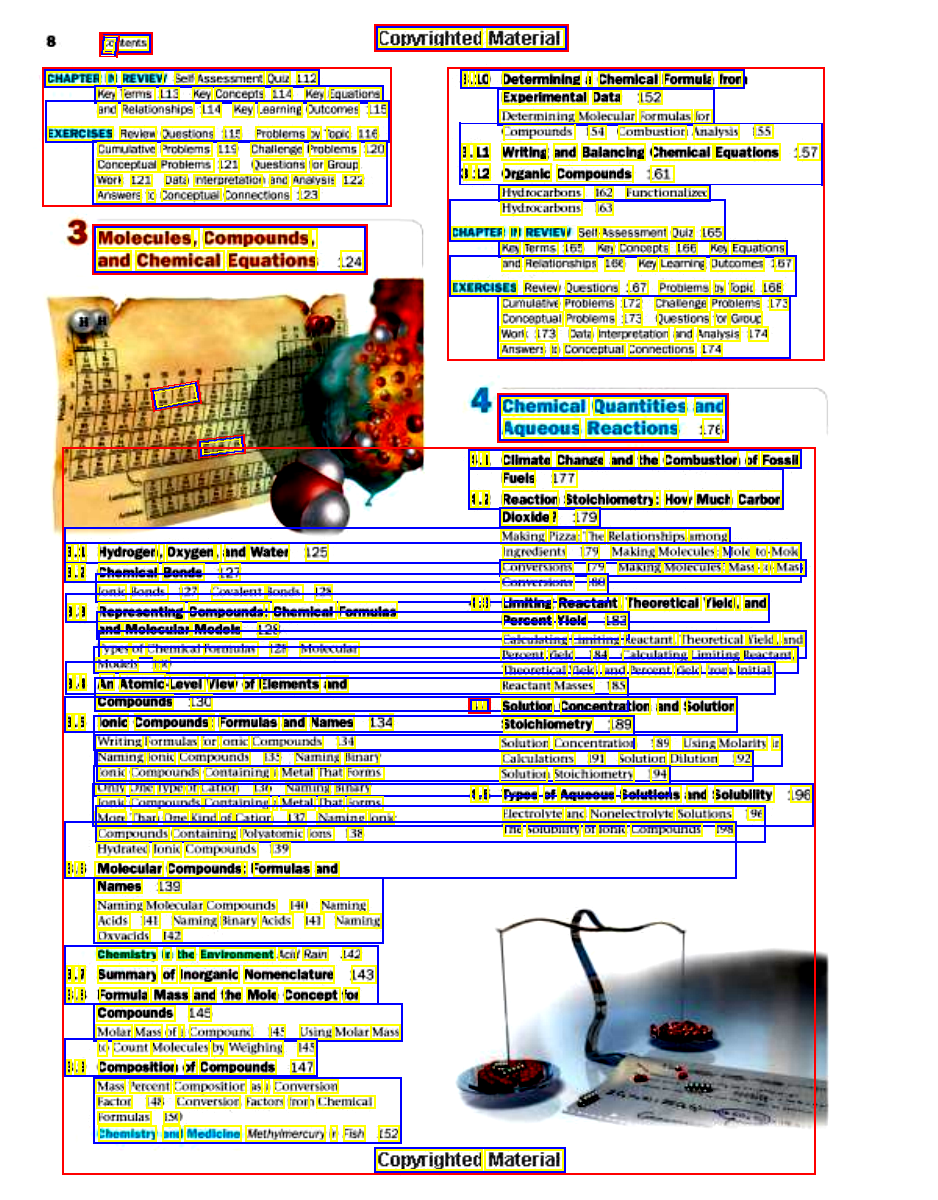 8 Contents
Copyrighted Material
CHAPTER IN REVIEW Self Assessment Quiz 112
Key Terms 113 Key Concepts 114 Key Equations
and Relationships 114 Key Learning Outcomes 115
EXERCISES Review Questions 115 Problems by Topic 116
Cumulative Problems 119 Challenge Problems 120
Conceptual Problems 121 Questions for Group
Work 121 Data Interpretation and Analysis 122
Answers to Conceptual Connections 123
3 Molecules, Compounds,
and Chemical Equations 124
H H
3.1 Hydrogen, Oxygen, and Water 125
3.2 Chemical Bonds 127
Ionic Bonds 127 Covalent Bonds 128
3.3 Representing Compounds: Chemical Formulas
and Molecular Models 128
Types of Chemical Formulas 128 Molecular
Models 130
3.4 An Atomic-Level View of Elements and
Compounds 130
3.5 Ionic Compounds: Formulas and Names 134
Writing Formulas for Ionic Compounds 134
Naming Ionic Compounds 135 Naming Binary
Ionic Compounds Containing a Metal That Forms
Only One Type of Cation 136 Naming Binary
Ionic Compounds Containing a Metal That Forms
More Than One Kind of Cation 137 Naming Ionic
Compounds Containing Polyatomic Ions 138
Hydrated Ionic Compounds 139
3.6 Molecular Compounds: Formulas and
Names 139
Naming Molecular Compounds 140 Naming
Acids 141 Naming Binary Acids 141 Naming
Oxyacids 142
Chemistry in the Environment Acid Rain 142
3.7 Summary of Inorganic Nomenclature 143
3.8 Formula Mass and the Mole Concept for
Compounds 145
Molar Mass of a Compound 145 Using Molar Mass
to Count Molecules by Weighing 145
3.9 Composition of Compounds 147
Mass Percent Composition as a Conversion
Factor 148 Conversion Factors from Chemical
Formulas 150
Chemistry and Medicine Methylmercury in Fish 152
3.10 Determining a Chemical Formula from
Experimental Data 152
Determining Molecular Formulas for
Compounds 154 Combustion Analysis 155
3.11 Writing and Balancing Chemical Equations 157
3.12 Organic Compounds 161
Hydrocarbons 162 Functionalized
Hydrocarbons 163
CHAPTER IN REVIEW Self Assessment Quiz 165
Key Terms 165 Key Concepts 166 Key Equations
and Relationships 166 Key Learning Outcomes 167
EXERCISES Review Questions 167 Problems by Topic 168
Cumulative Problems 172 Challenge Problems 173
Conceptual Problems 173 Questions for Group
Work 173 Data Interpretation and Analysis 174
Answers to Conceptual Connections 174
4 Chemical Quantities and
Aqueous Reactions 176
4.1 Climate Change and the Combustion of Fossil
Fuels 177
4.2 Reaction Stoichiometry: How Much Carbon
Dioxide? 179
Making Pizza: The Relationships among
Ingredients 179 Making Molecules: Mole-to-Mole
Conversions 179 Making Molecules: Mass-to-Mass
Conversions 180
4.3 Limiting Reactant, Theoretical Yield, and
Percent Yield 183
Calculating Limiting Reactant, Theoretical Yield, and
Percent Yield 184 Calculating Limiting Reactant,
Theoretical Yield, and Percent Yield from Initial
Reactant Masses 185
4.4 Solution Concentration and Solution
Stoichiometry 189
Solution Concentration 189 Using Molarity in
Calculations 191 Solution Dilution 192
Solution Stoichiometry 194
4.5 Types of Aqueous Solutions and Solubility 196
Electrolyte and Nonelectrolyte Solutions 196
The Solubility of Ionic Compounds 198
Copyrighted Material